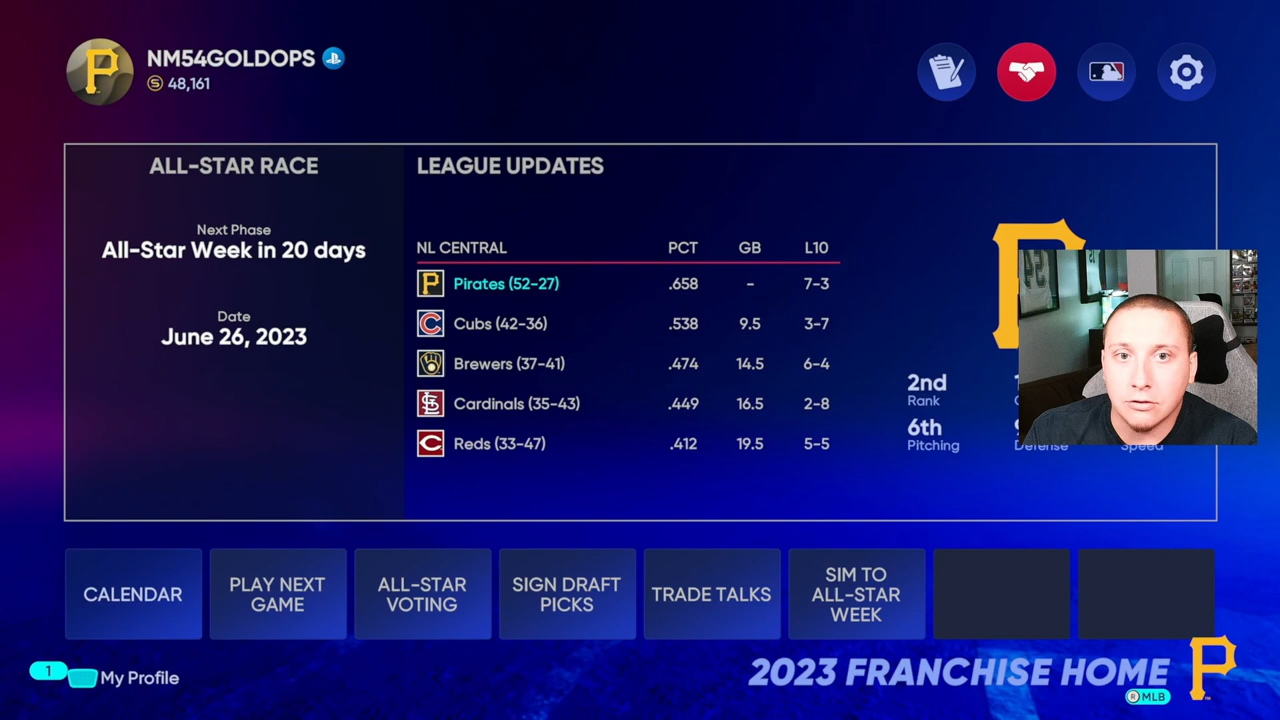 NM54GOLDOPS
48,161
ALL-STAR RACE
Next Phase
All-Star Week in 20 days
Date
June 26, 2023
LEAGUE UPDATES
NL CENTRAL PCT GB L10
Pirates (52-27) .658 - 7-3
Cubs (42-36) .538 9.5 3-7
Brewers (37-41) .474 14.5 6-4
Cardinals (35-43) .449 16.5 2-8
Reds (33-47) .412 19.5 5-5
2nd
Rank
6th
Pitching Defense Speed
CALENDAR
PLAY NEXT
GAME
ALL-STAR
VOTING
SIGN DRAFT
PICKS
TRADE TALKS
SIM TO
ALL-STAR
WEEK
1 My Profile
2023 FRANCHISE HOME
R MLB